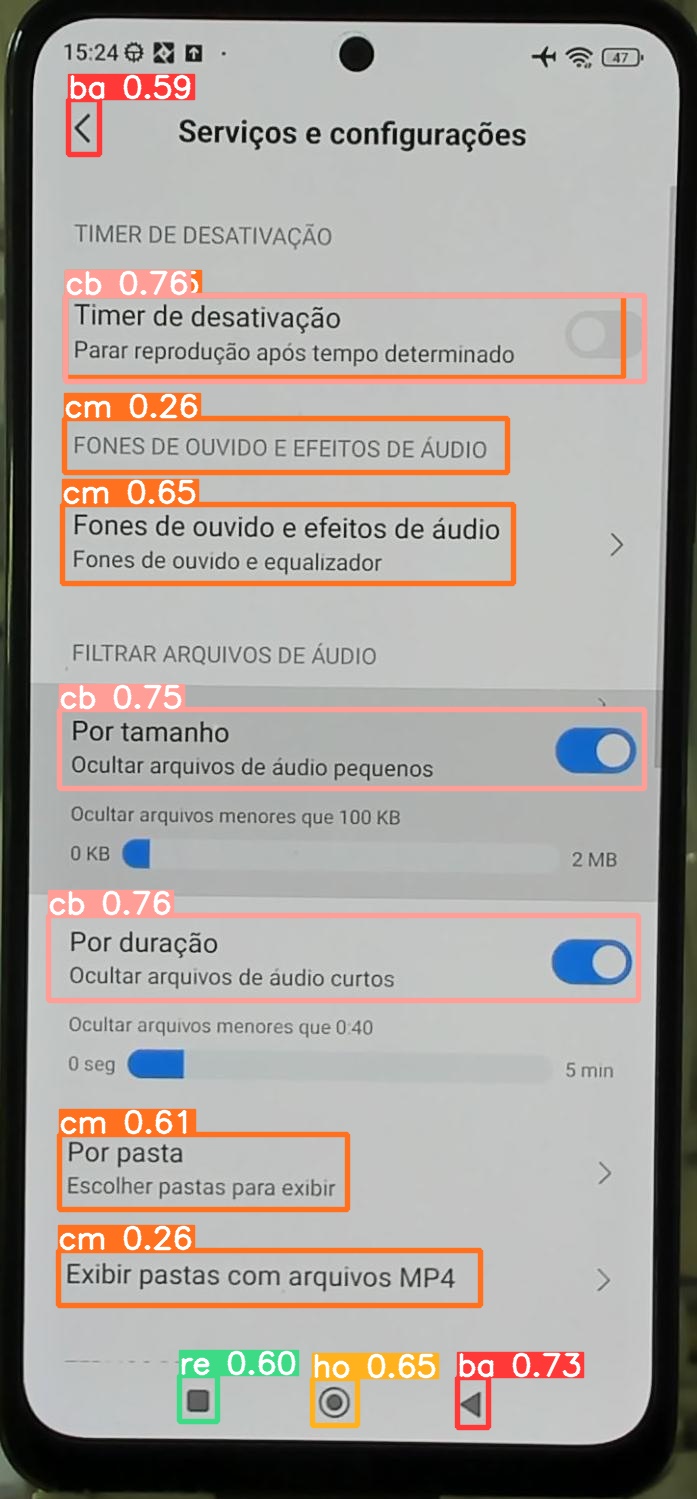 15:24
47
ba 0.59
Serviços e configurações
TIMER DE DESATIVAÇÃO
cb 0.76
Timer de desativação
Parar reprodução após tempo determinado
cm 0.26
FONES DE OUVIDO E EFEITOS DE ÁUDIO
cm 0.65
Fones de ouvido e efeitos de áudio
Fones de ouvido e equalizador
FILTRAR ARQUIVOS DE ÁUDIO
cb 0.75
Por tamanho
Ocultar arquivos de áudio pequenos
Ocultar arquivos menores que 100 KB
0 KB
2 MB
cb 0.76
Por duração
Ocultar arquivos de áudio curtos
Ocultar arquivos menores que 0:40
0 seg
5 min
cm 0.61
Por pasta
Escolher pastas para exibir
cm 0.26
Exibir pastas com arquivos MP4
re 0.60
ho 0.65
ba 0.73